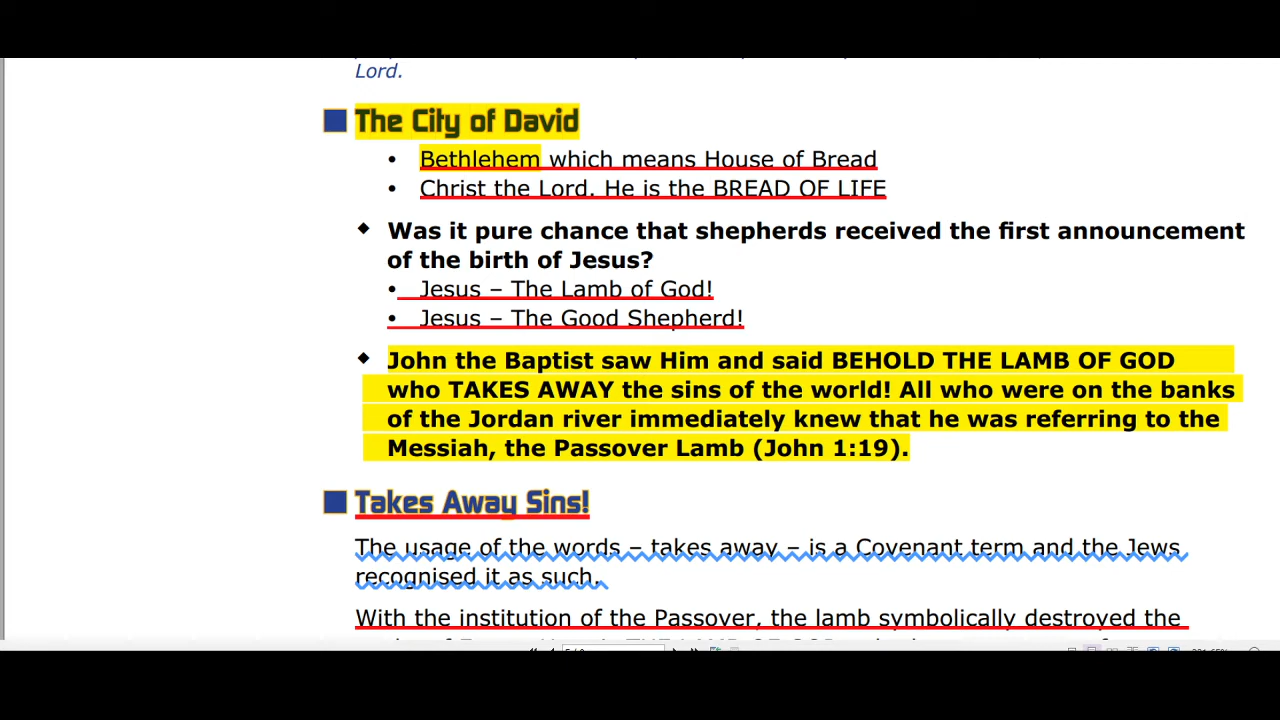 Lord.
The City of David
• Bethlehem which means House of Bread
• Christ the Lord. He is the BREAD OF LIFE
◆ Was it pure chance that shepherds received the first announcement
of the birth of Jesus?
• Jesus – The Lamb of God!
• Jesus – The Good Shepherd!
◆ John the Baptist saw Him and said BEHOLD THE LAMB OF GOD
who TAKES AWAY the sins of the world! All who were on the banks
of the Jordan river immediately knew that he was referring to the
Messiah, the Passover Lamb (John 1:19).
Takes Away Sins!
The usage of the words – takes away – is a Covenant term and the Jews
recognised it as such.
With the institution of the Passover, the lamb symbolically destroyed the